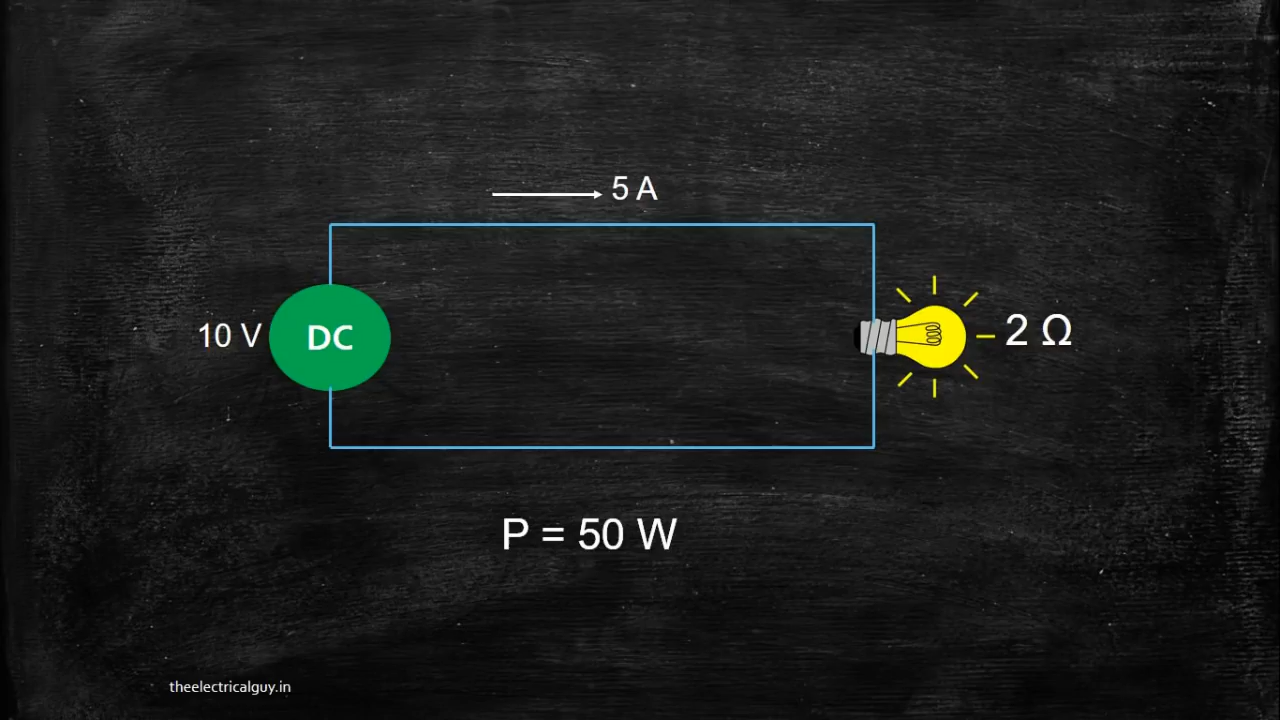 5 A
10 V
DC
2 Ω
P = 50 W
theelectricalguy.in